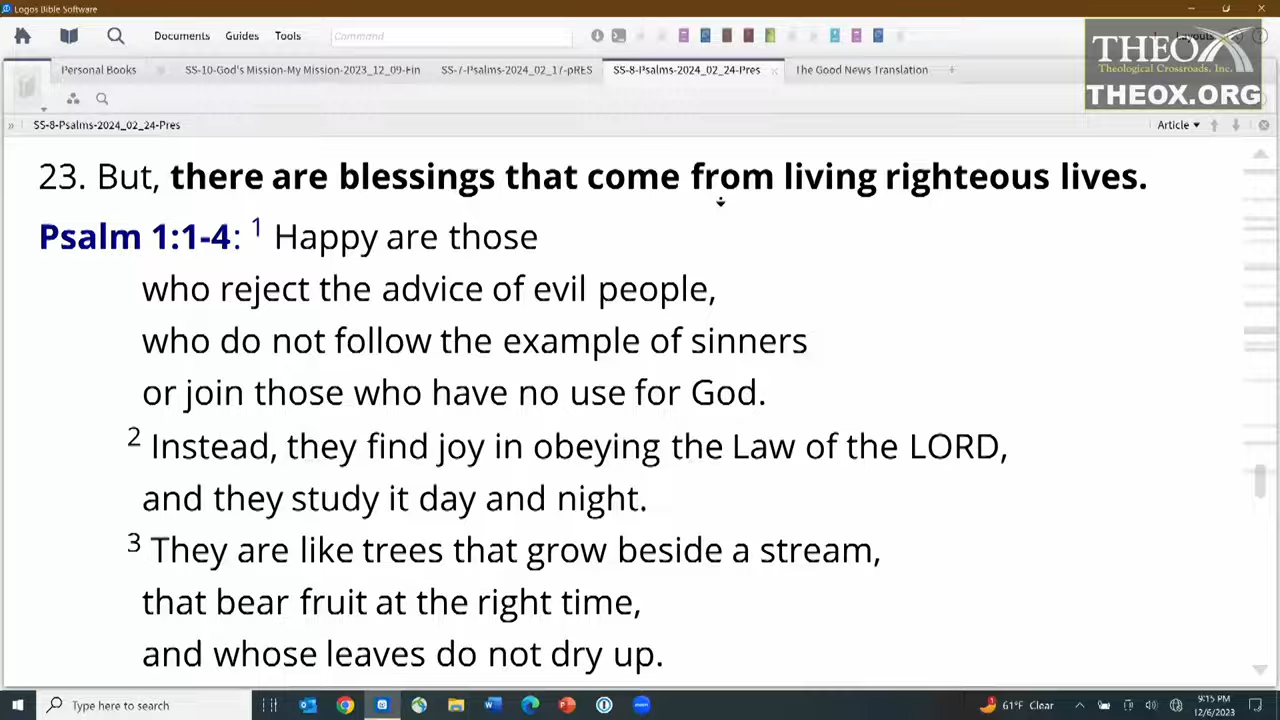 Logos Bible Software
Documents Guides Tools Command
Personal Books SS-10-God's Mission-My Mission-2023_12_09-Fin SS-7-Psalms-2024_02_17-pRES SS-8-Psalms-2024_02_24-Pres The Good News Translation
THEOX
Theological Crossroads, Inc.
THEOX.ORG
SS-8-Psalms-2024_02_24-Pres Article
23. But, there are blessings that come from living righteous lives.
Psalm 1:1-4: 1 Happy are those
who reject the advice of evil people,
who do not follow the example of sinners
or join those who have no use for God.
2 Instead, they find joy in obeying the Law of the LORD,
and they study it day and night.
3 They are like trees that grow beside a stream,
that bear fruit at the right time,
and whose leaves do not dry up.
Type here to search 61°F Clear 9:15 PM
12/6/2023